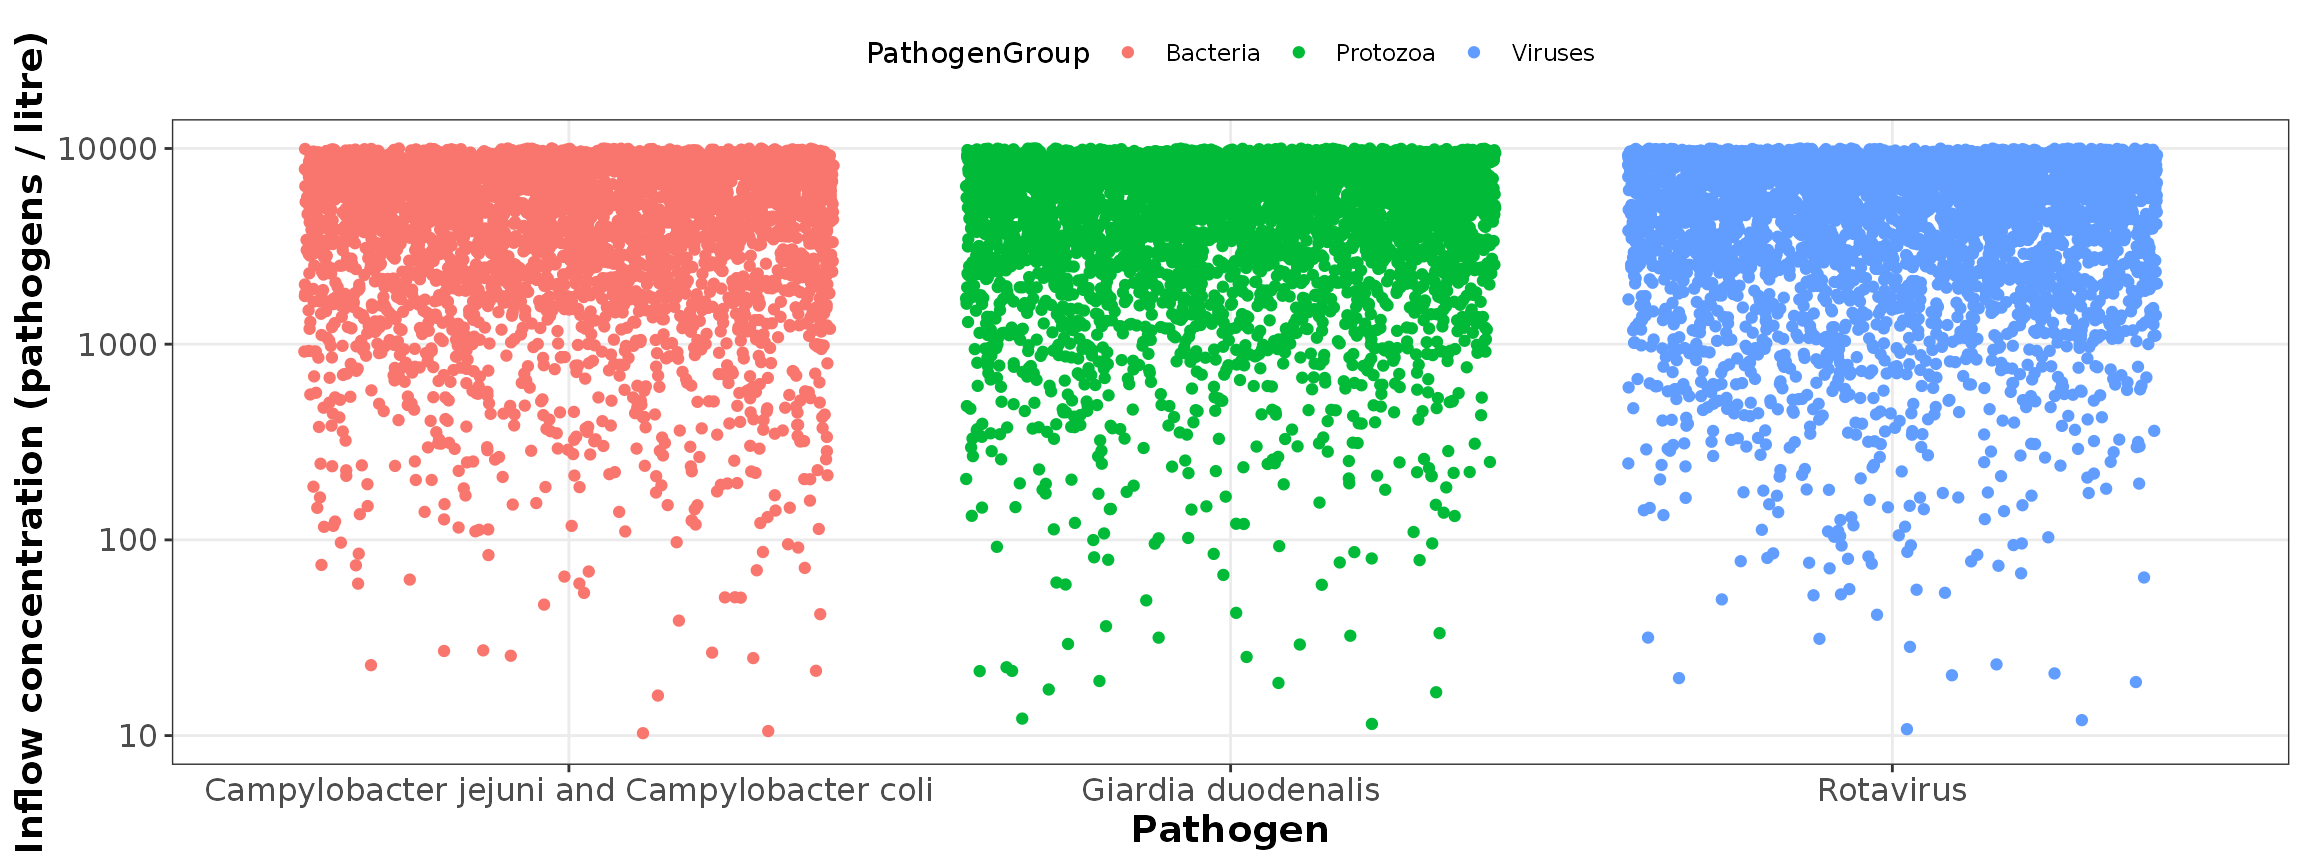 PathogenGroup Bacteria Protozoa Viruses
Inflow concentration (pathogens / litre)
10000
1000
100
10
Campylobacter jejuni and Campylobacter coli Giardia duodenalis Rotavirus
Pathogen